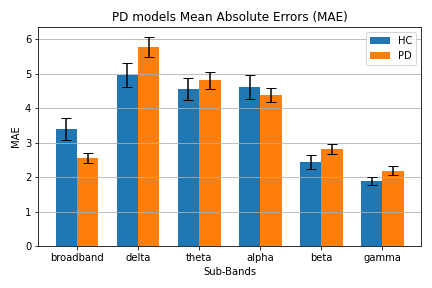 PD models Mean Absolute Errors (MAE)
HC
PD
MAE
6
5
4
3
2
1
0
broadband delta theta alpha beta gamma
Sub-Bands